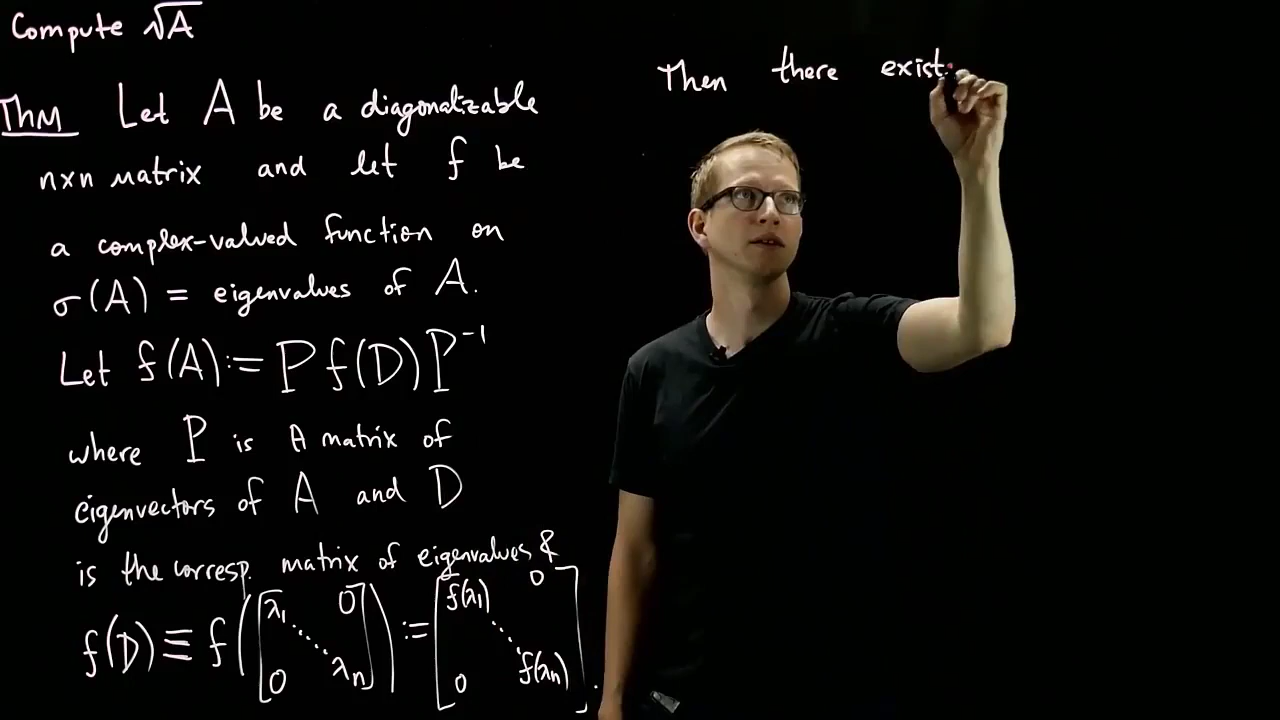 Compute √A
Thm Let A be a diagonalizable
n×n matrix and let f be
a complex-valued function on
σ(A) = eigenvalues of A.
Let f(A) := P f(D) P⁻¹
where P is A matrix of
eigenvectors of A and D
is the corresp. matrix of eigenvalues &
f(D) ≡ f([λ₁ 0 ⋱ 0 λn]) := [f(λ₁) 0 ⋱ 0 f(λn)].
Then there exist